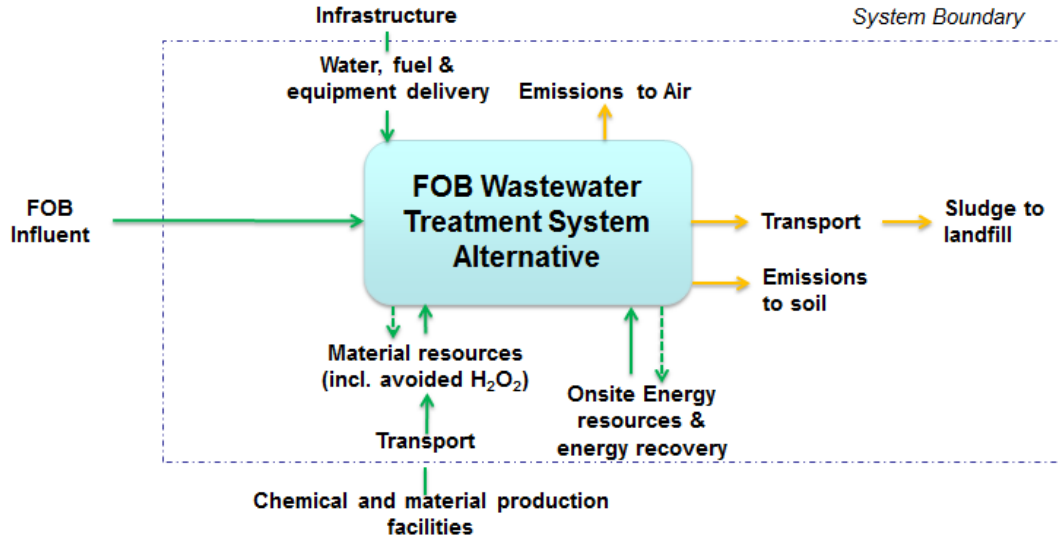 Infrastructure
System Boundary
Water, fuel &
equipment delivery
Emissions to Air
FOB Wastewater
Treatment System
Alternative
FOB
Influent
Transport
Sludge to
landfill
Emissions
to soil
Material resources
(incl. avoided H₂O₂)
Onsite Energy
resources &
energy recovery
Transport
Chemical and material production
facilities